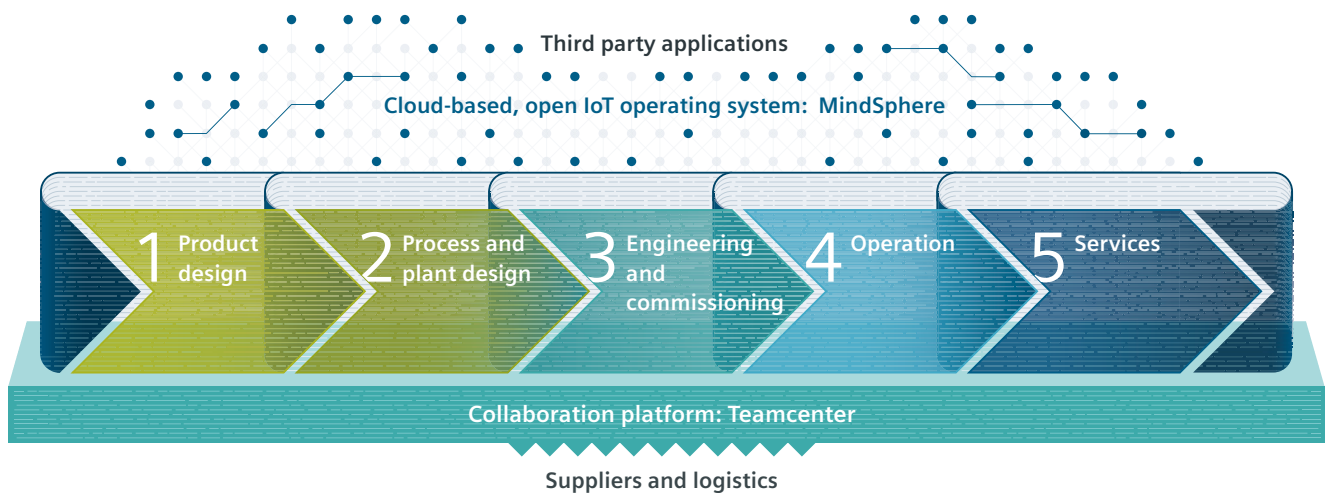 Third party applications
Cloud-based, open IoT operating system: MindSphere
1 Product
design
2 Process and
plant design
3 Engineering
and
commissioning
4 Operation
5 Services
Collaboration platform: Teamcenter
Suppliers and logistics